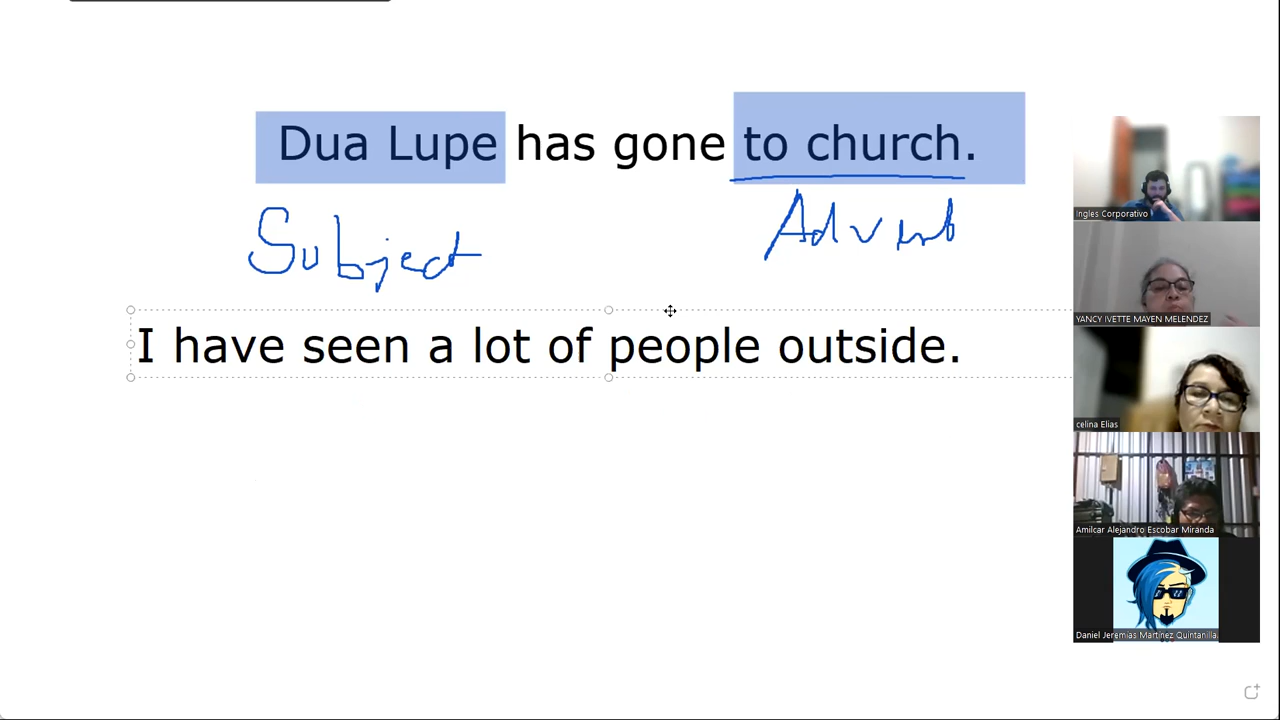 Dua Lupe has gone to church.
Subject Adverb
I have seen a lot of people outside.
Ingles Corporativo
YANCY IVETTE MAYEN MELENDEZ
celina Elias
Amilcar Alejandro Escobar Miranda
Daniel Jeremias Martinez Quintanilla